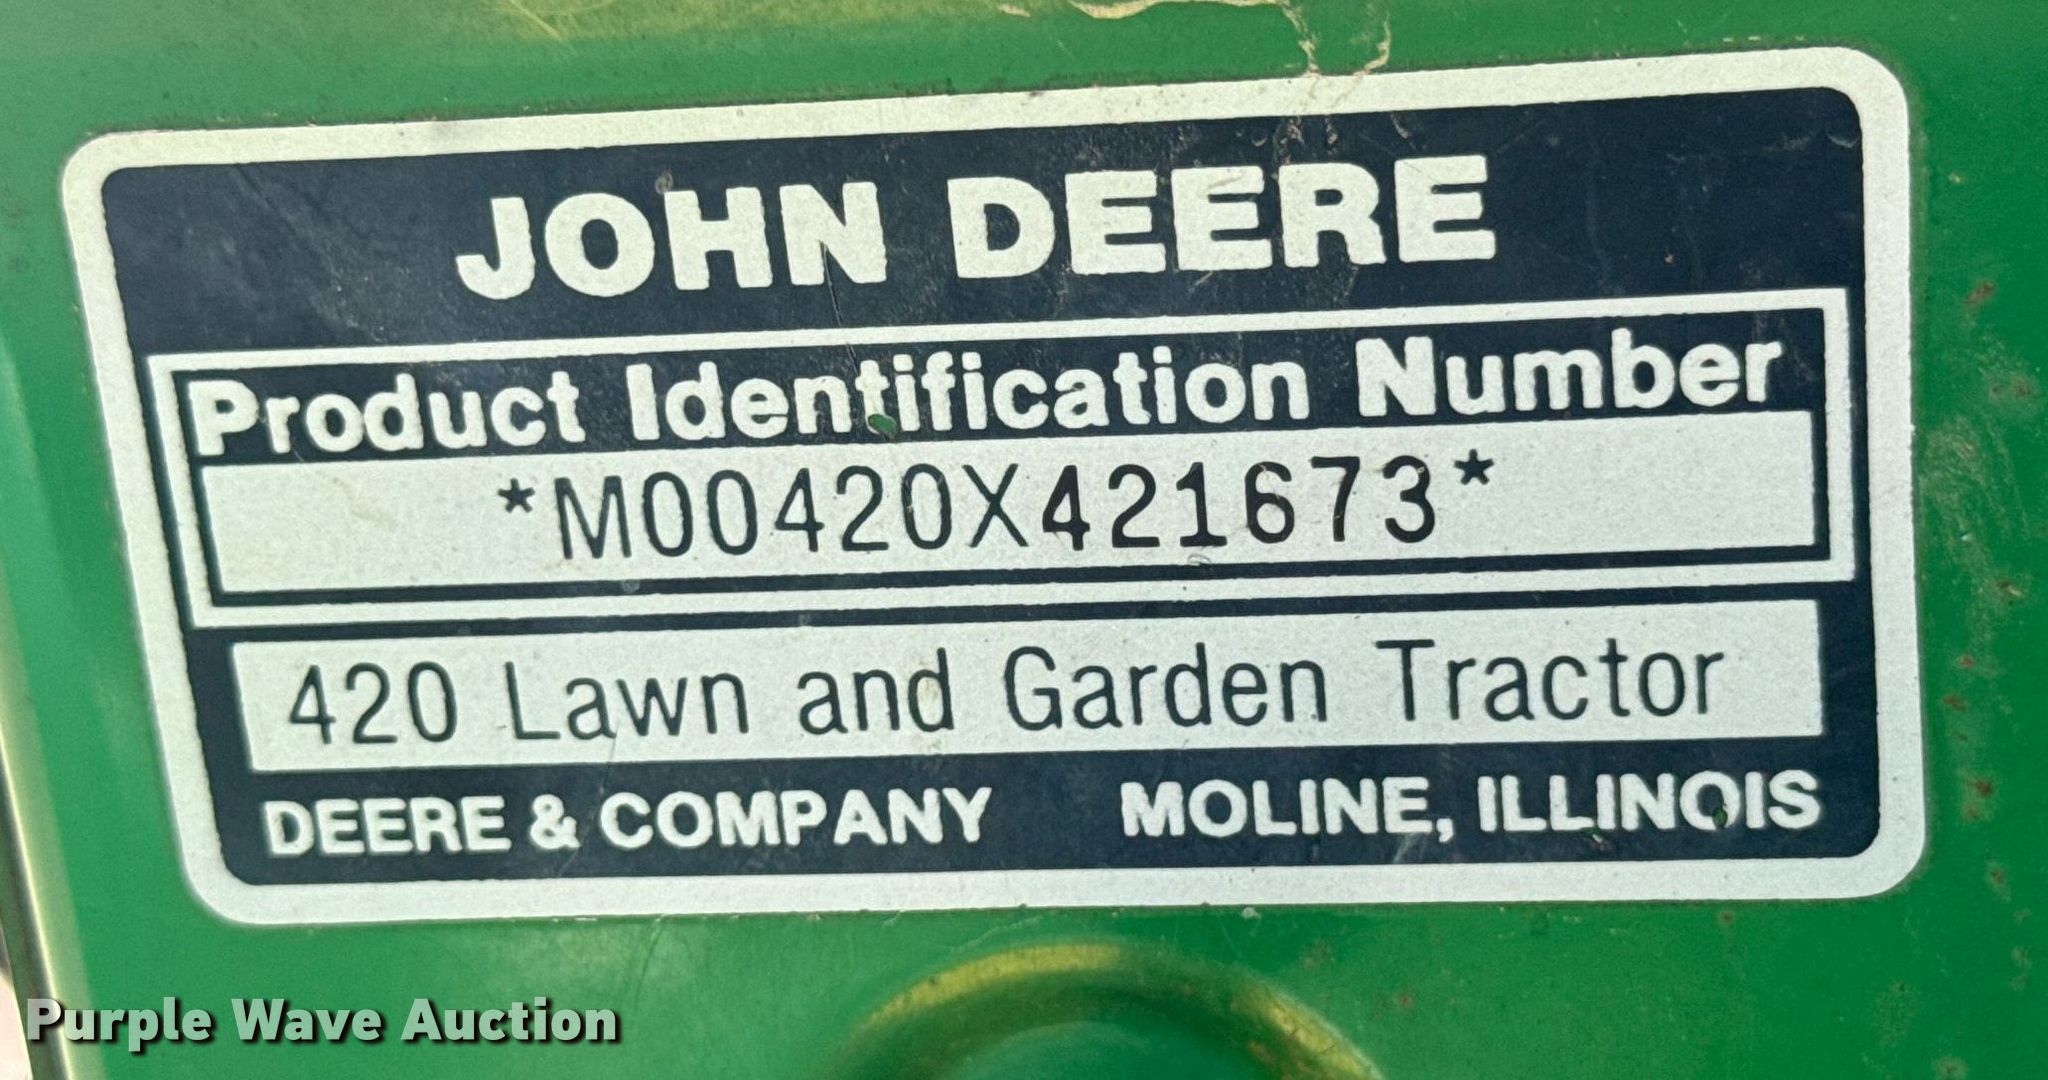 JOHN DEERE
Product Identification Number
*M00420X421673*
420 Lawn and Garden Tractor
DEERE & COMPANY MOLINE, ILLINOIS
Purple Wave Auction